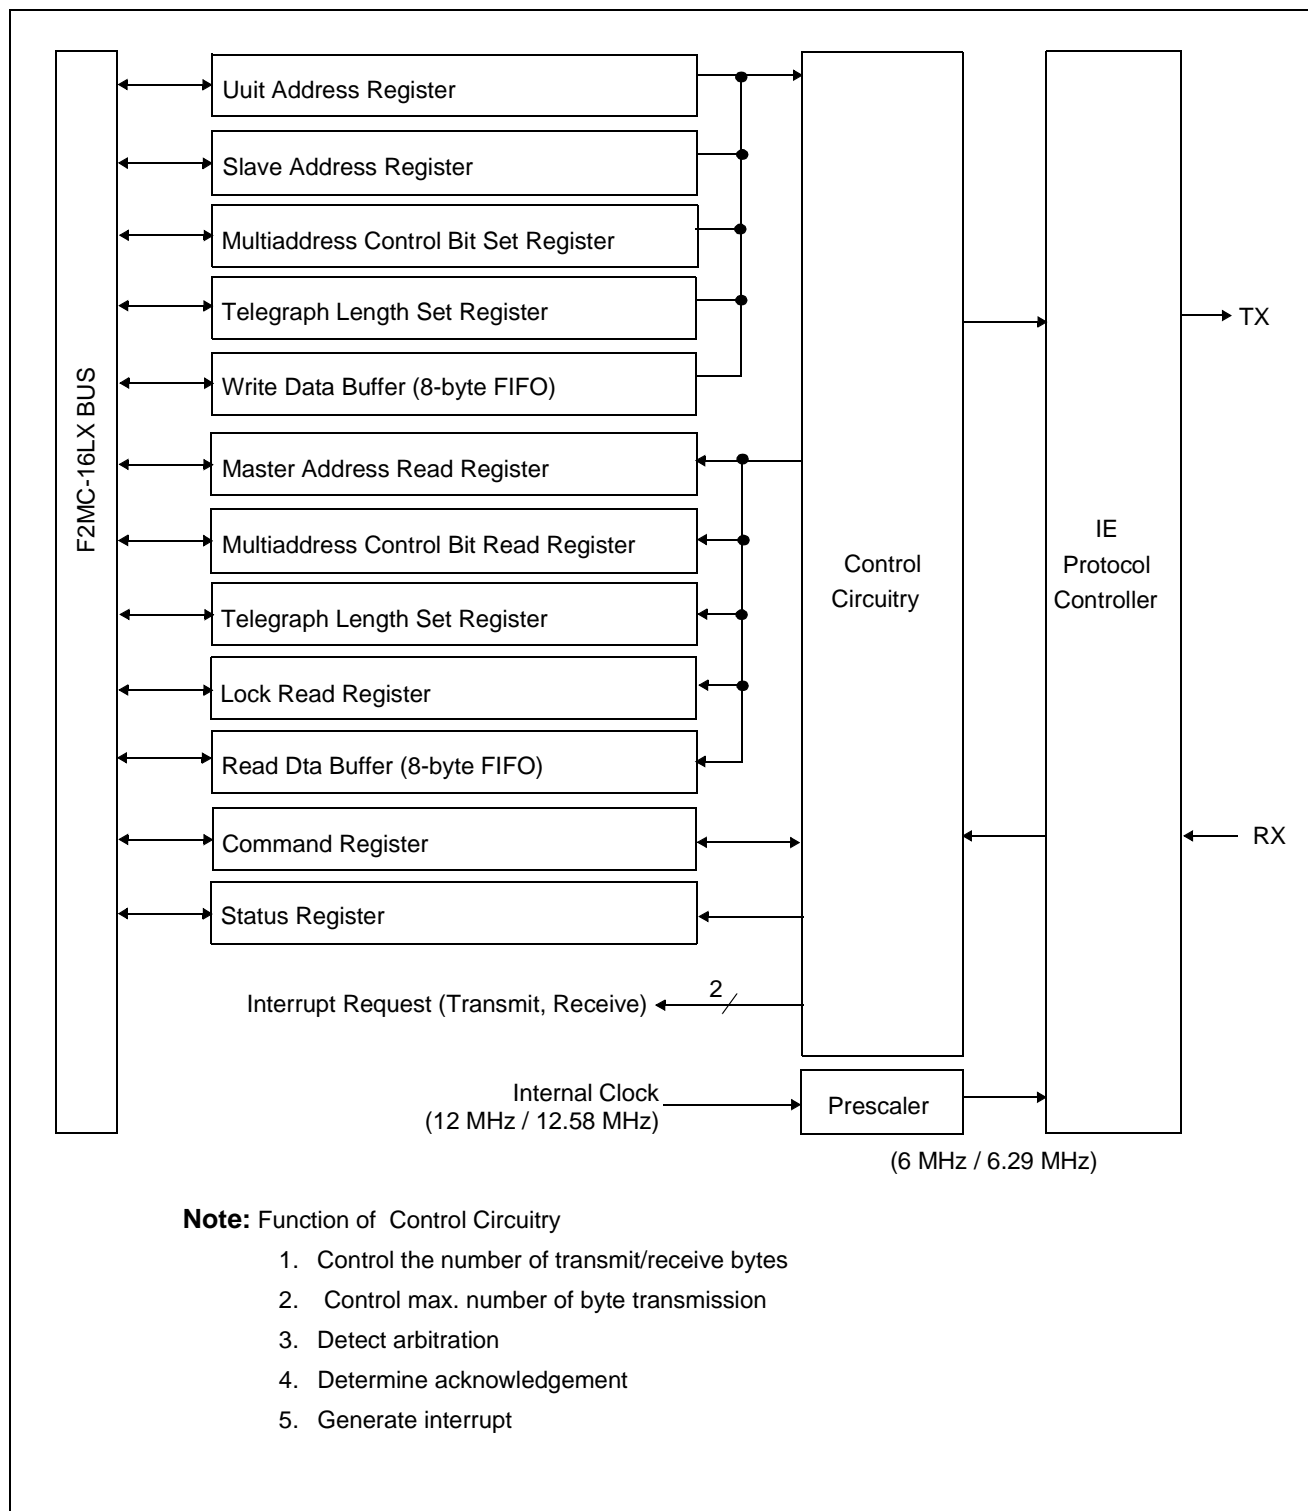 F2MC-16LX BUS
Uuit Address Register
Slave Address Register
Multiaddress Control Bit Set Register
Telegraph Length Set Register
Write Data Buffer (8-byte FIFO)
Master Address Read Register
Multiaddress Control Bit Read Register
Telegraph Length Set Register
Lock Read Register
Read Dta Buffer (8-byte FIFO)
Command Register
Status Register
Control
Circuitry
IE
Protocol
Controller
TX
RX
Interrupt Request (Transmit, Receive)
2
Internal Clock
(12 MHz / 12.58 MHz)
Prescaler
(6 MHz / 6.29 MHz)
Note: Function of Control Circuitry
1. Control the number of transmit/receive bytes
2. Control max. number of byte transmission
3. Detect arbitration
4. Determine acknowledgement
5. Generate interrupt